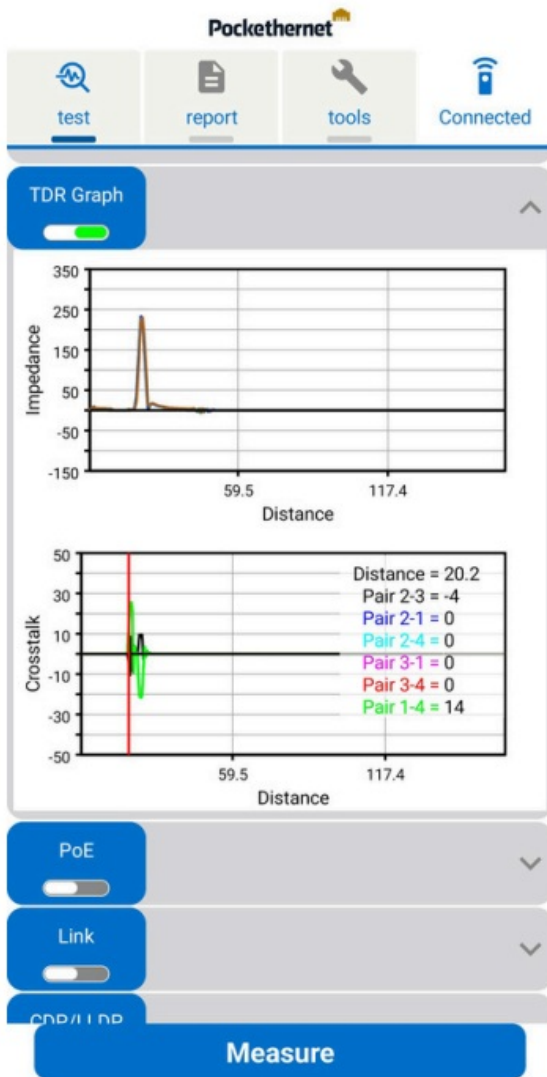 Pockethernet
test report tools Connected
TDR Graph
350
250
150
50
-50
-150
Impedance
59.5 117.4
Distance
50
30
10
-10
-30
-50
Crosstalk
Distance = 20.2
Pair 2-3 = -4
Pair 2-1 = 0
Pair 2-4 = 0
Pair 3-1 = 0
Pair 3-4 = 0
Pair 1-4 = 14
59.5 117.4
Distance
PoE
Link
CDP/LLDP
Measure